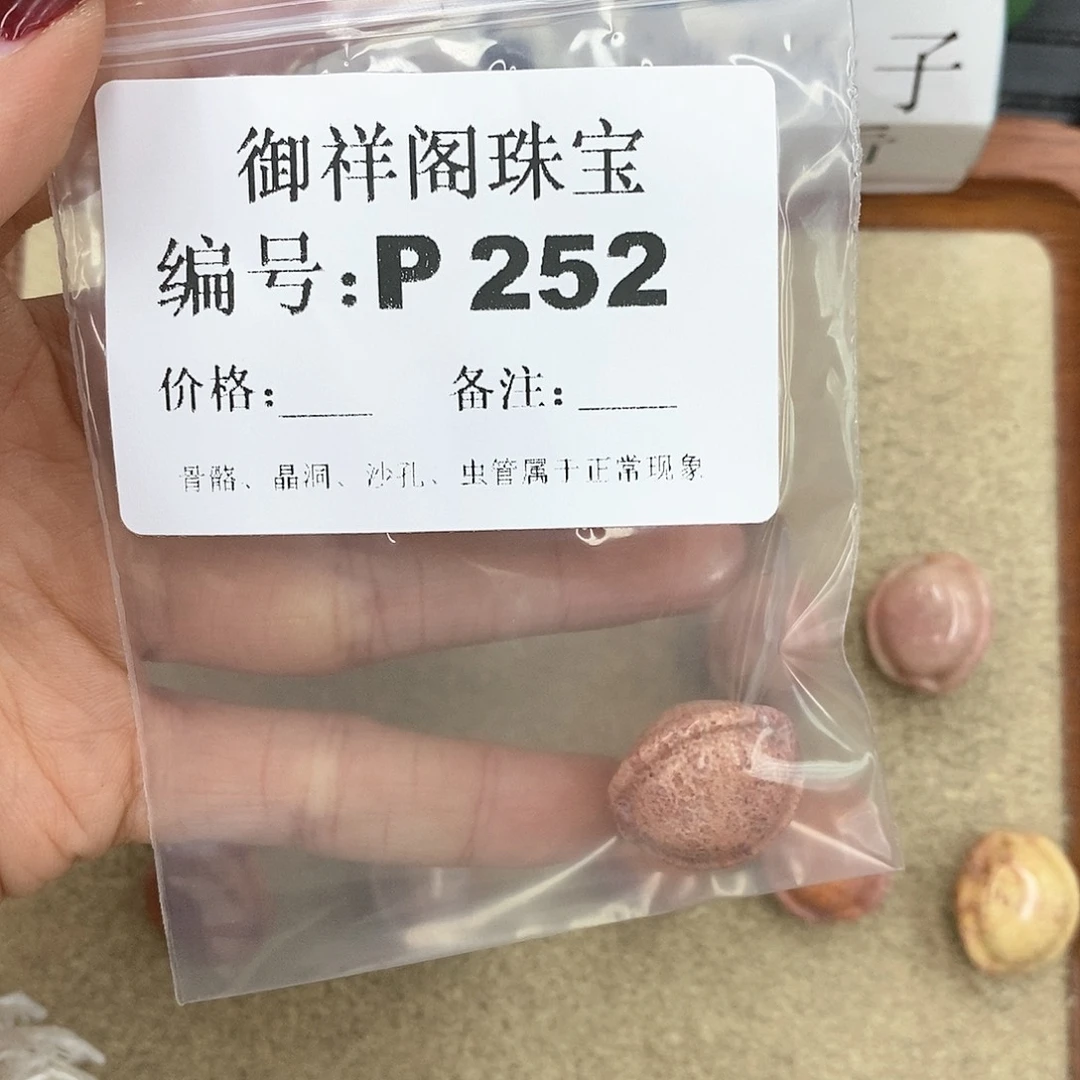 御祥阁珠宝
编号:P 252
价格:____ 备注:____
骨骼、晶洞、沙孔、虫管属于正常现象
子